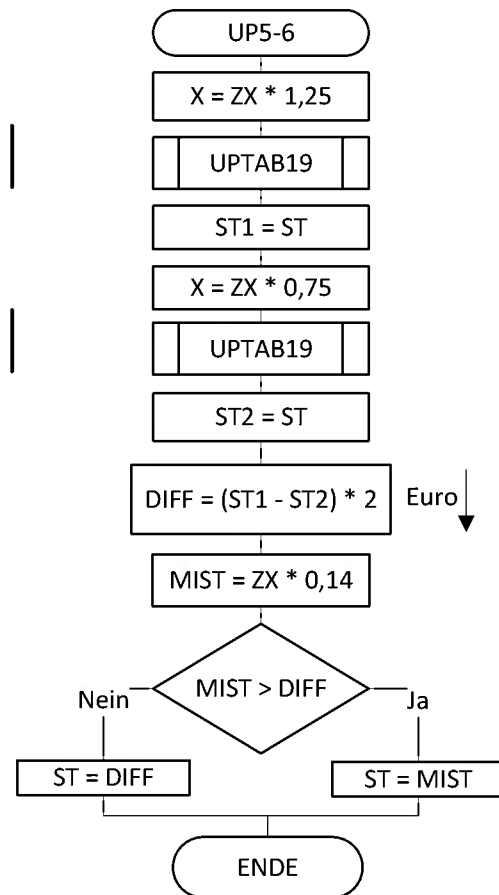 UP5-6
X = ZX * 1,25
UPTAB19
ST1 = ST
X = ZX * 0,75
UPTAB19
ST2 = ST
DIFF = (ST1 - ST2) * 2 Euro
MIST = ZX * 0,14
MIST > DIFF
Nein Ja
ST = DIFF ST = MIST
ENDE